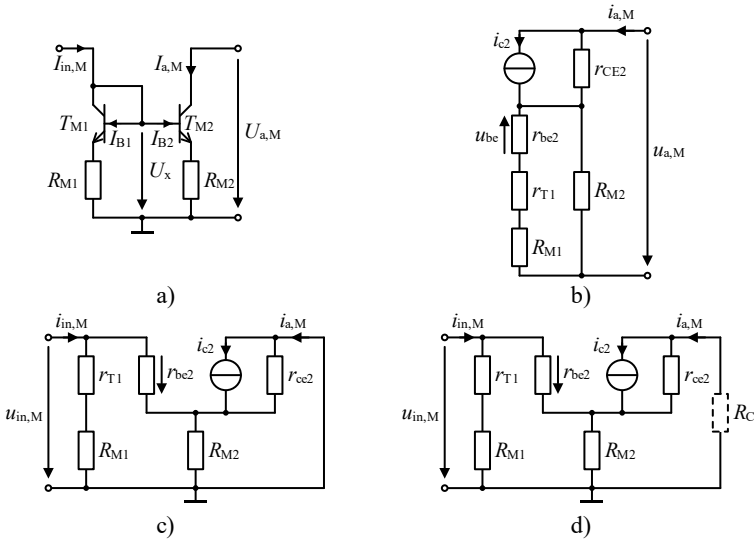 I_in,M
I_a,M
T_M1
I_B1
I_B2
T_M2
U_a,M
R_M1
U_x
R_M2
a)
i_a,M
i_c2
r_CE2
u_be
r_be2
u_a,M
r_T1
R_M2
R_M1
b)
i_in,M
i_a,M
i_c2
r_T1
r_be2
r_ce2
u_in,M
R_M1
R_M2
c)
i_in,M
i_a,M
i_c2
r_T1
r_be2
r_ce2
u_in,M
R_C
R_M1
R_M2
d)